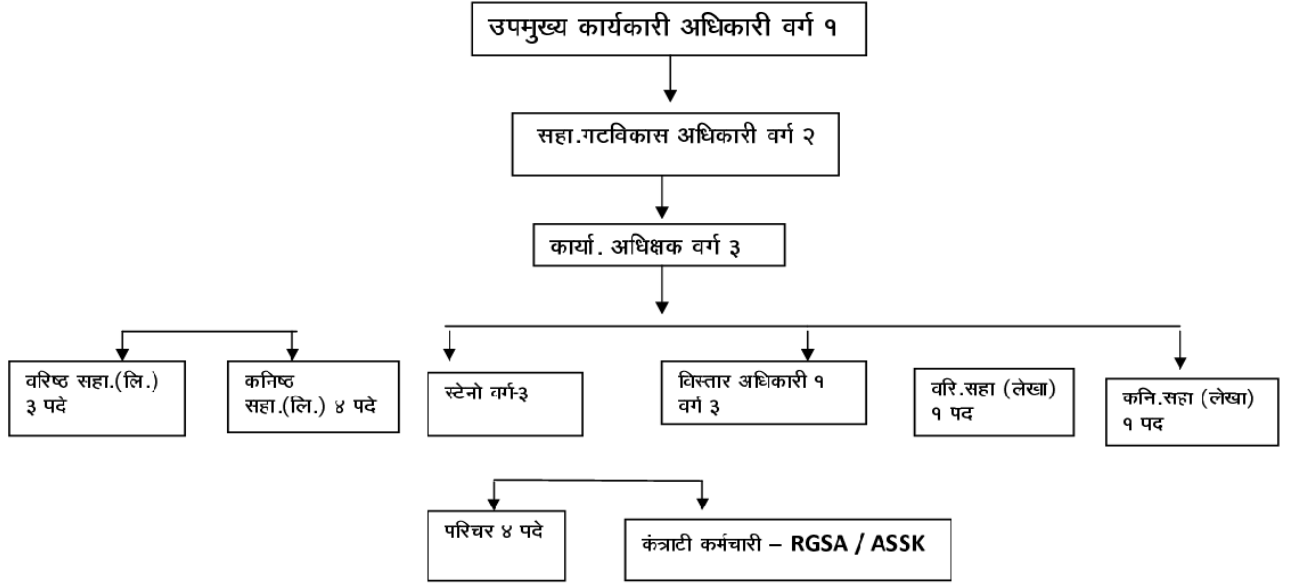 उपमुख्य कार्यकारी अधिकारी वर्ग १
सहा.गटविकास अधिकारी वर्ग २
कार्या. अधिक्षक वर्ग ३
वरिष्ठ सहा.(लि.)
३ पदे
कनिष्ठ
सहा.(लि.) ४ पदे
स्टेनो वर्ग-३
विस्तार अधिकारी १
वर्ग ३
वरि.सहा (लेखा)
१ पद
कनि.सहा (लेखा)
१ पद
परिचर ४ पदे
कंत्राटी कर्मचारी – RGSA / ASSK